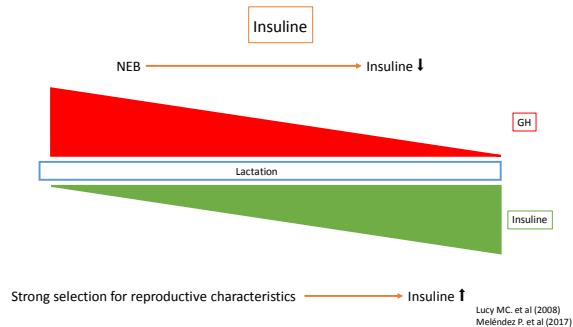 Insuline
NEB Insuline ⬇
GH
Lactation
Insuline
Strong selection for reproductive characteristics Insuline ⬆
Lucy MC. et al (2008)
Meléndez P. et al (2017)